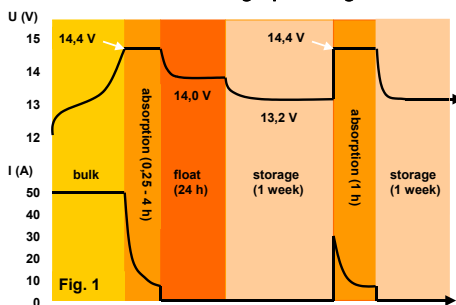 U (V)
15
14,4 V
14,4 V
14
14,0 V
13
13,2 V
12
absorption (0,25 - 4 h)
absorption (1 h)
I (A)
bulk
float
(24 h)
storage
(1 week)
storage
(1 week)
50
40
30
20
10
0
Fig. 1